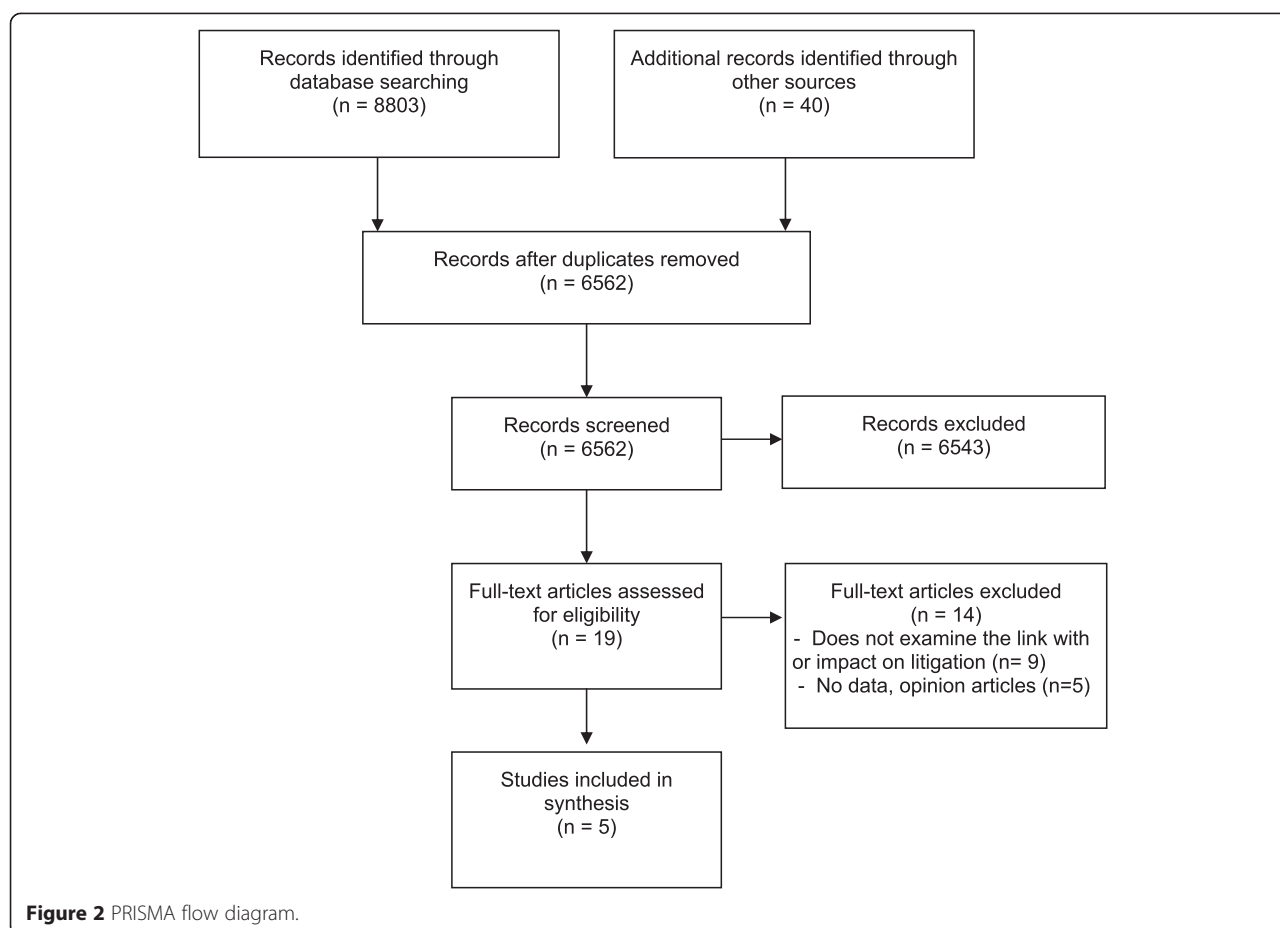 Records identified through
database searching
(n = 8803)
Additional records identified through
other sources
(n = 40)
Records after duplicates removed
(n = 6562)
Records screened
(n = 6562)
Records excluded
(n = 6543)
Full-text articles assessed
for eligibility
(n = 19)
Full-text articles excluded
(n = 14)
- Does not examine the link with
or impact on litigation (n= 9)
- No data, opinion articles (n=5)
Studies included in
synthesis
(n = 5)
Figure 2 PRISMA flow diagram.